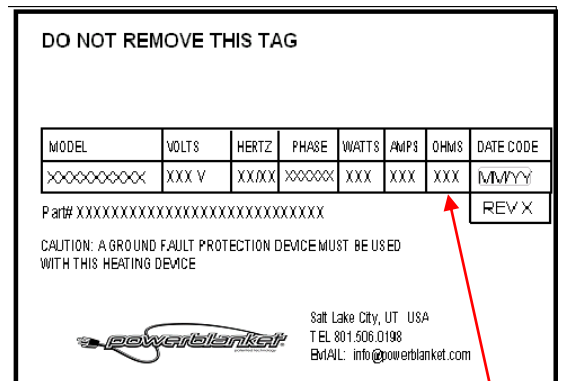 DO NOT REMOVE THIS TAG
MODEL VOLTS HERTZ PHASE WATTS AMPS OHMS DATE CODE
XXXXXXXXXX XXX V XX/XX XXXXXX XXX XXX XXX MM/YY
Part# XXXXXXXXXXXXXXXXXXXXXXXXXXXX REV X
CAUTION: A GROUND FAULT PROTECTION DEVICE MUST BE USED
WITH THIS HEATING DEVICE
Salt Lake City, UT USA
TEL 801.506.0198
EMAIL: info@powerblanket.com
powerblanket